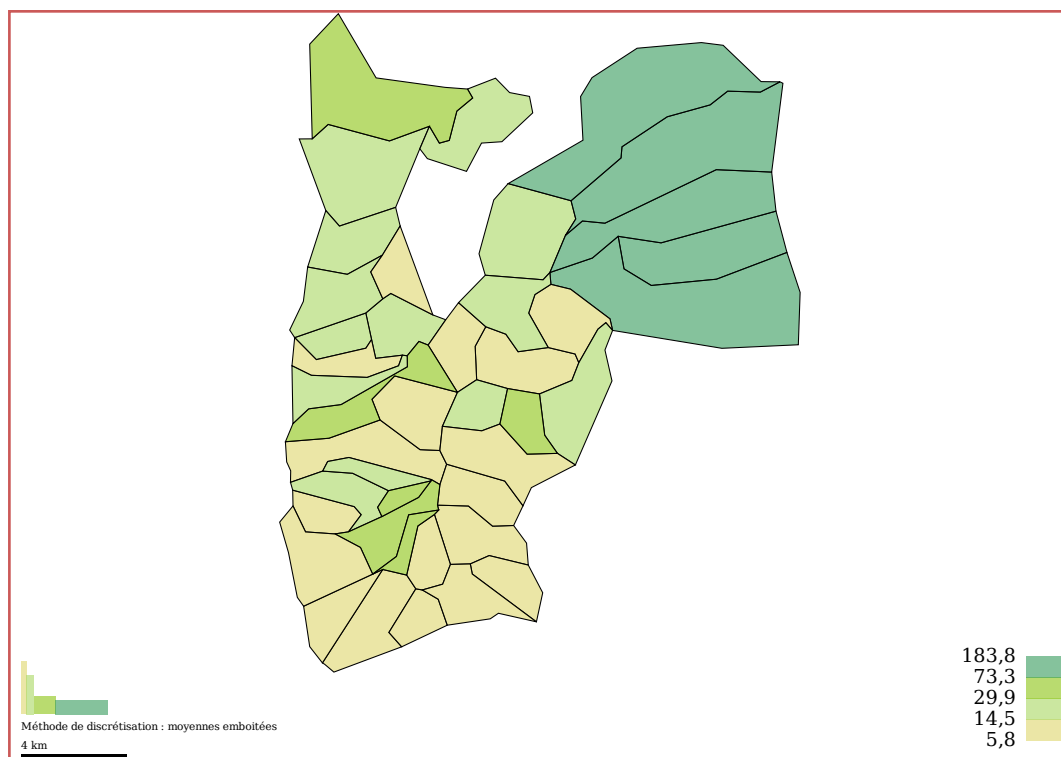 183,8
73,3
29,9
14,5
5,8
Méthode de discrétisation : moyennes emboitées
4 km